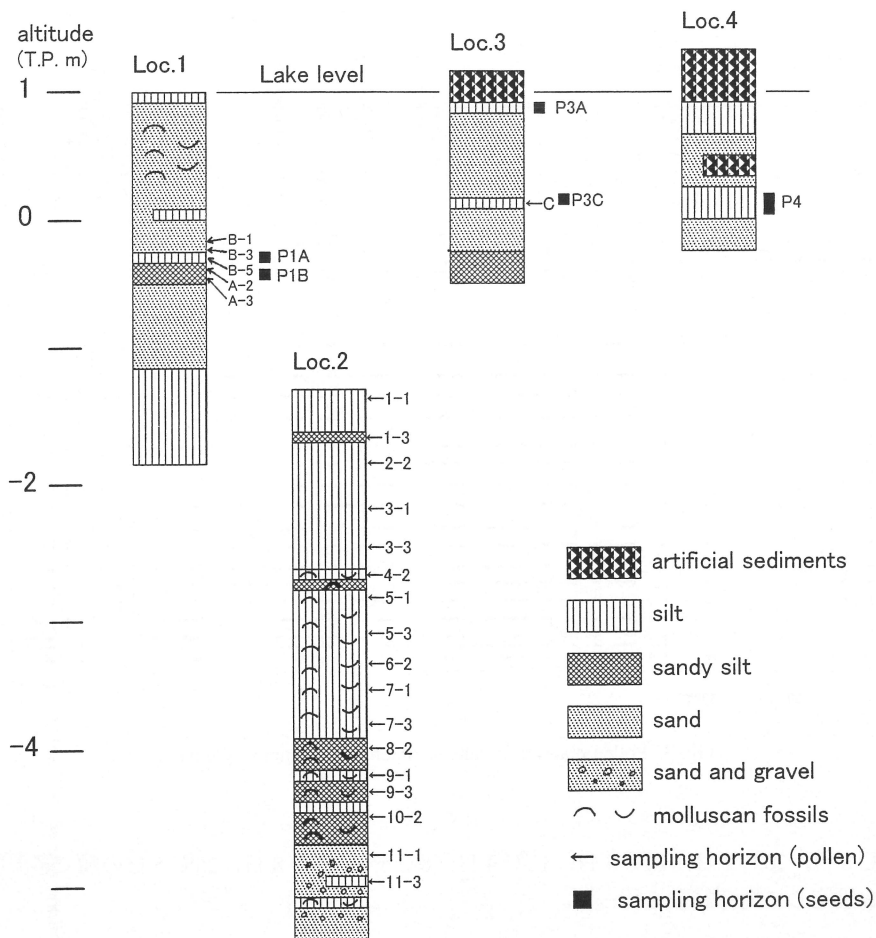 altitude
(T.P. m)
Loc.1
Lake level
Loc.3
Loc.4
1
P3A
0
C
P3C
P4
B-1
B-3
P1A
B-5
P1B
A-2
A-3
Loc.2
1-1
1-3
2-2
-2
3-1
3-3
4-2
5-1
5-3
6-2
7-1
7-3
-4
8-2
9-1
9-3
10-2
11-1
11-3
artificial sediments
silt
sandy silt
sand
sand and gravel
molluscan fossils
sampling horizon (pollen)
sampling horizon (seeds)